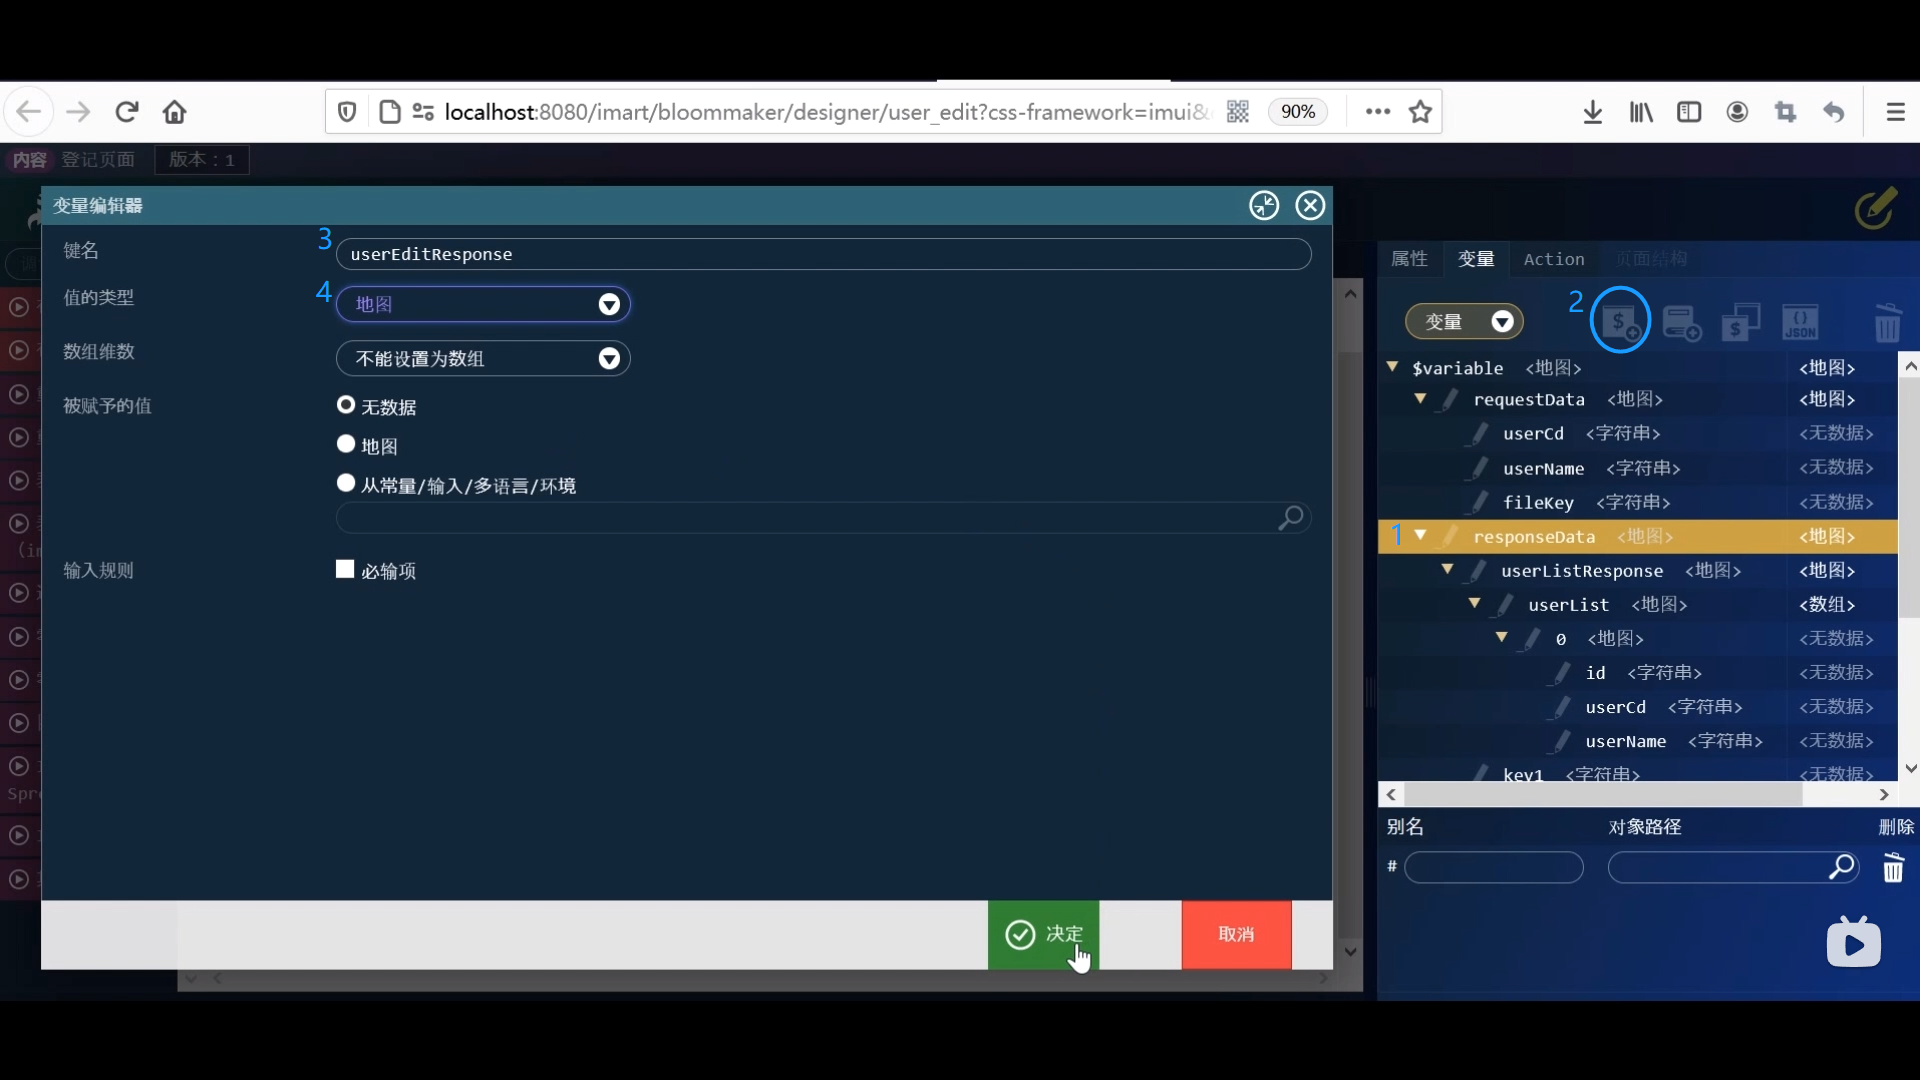 localhost:8080/imart/bloommaker/designer/user_edit?css-framework=imui&
90%
内容 登记页面 版本：1
变量编辑器
键名
3
userEditResponse
值的类型
4
地图
数组维数
不能设置为数组
被赋予的值
无数据
地图
从常量/输入/多语言/环境
输入规则
必输项
决定
取消
属性 变量 Action 页面结构
变量
2
$
$
{} JSON
$variable <地图> <地图>
requestData <地图> <地图>
userCd <字符串> <无数据>
userName <字符串> <无数据>
fileKey <字符串> <无数据>
1
responseData <地图> <地图>
userListResponse <地图> <地图>
userList <地图> <数组>
0 <地图> <无数据>
id <字符串> <无数据>
userCd <字符串> <无数据>
userName <字符串> <无数据>
key1 <字符串> <无数据>
别名 对象路径 删除
#
(im
Spre